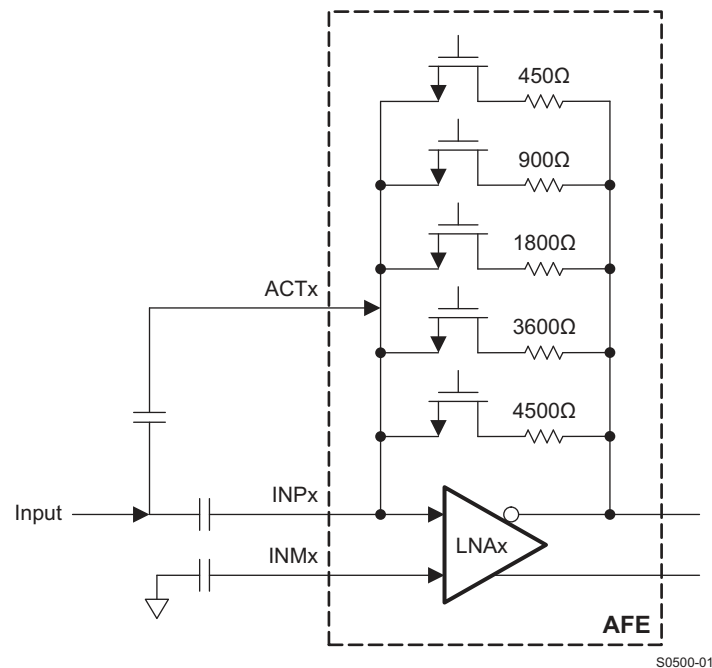 450Ω
900Ω
1800Ω
ACTx
3600Ω
4500Ω
Input
INPx
LNAx
INMx
AFE
S0500-01